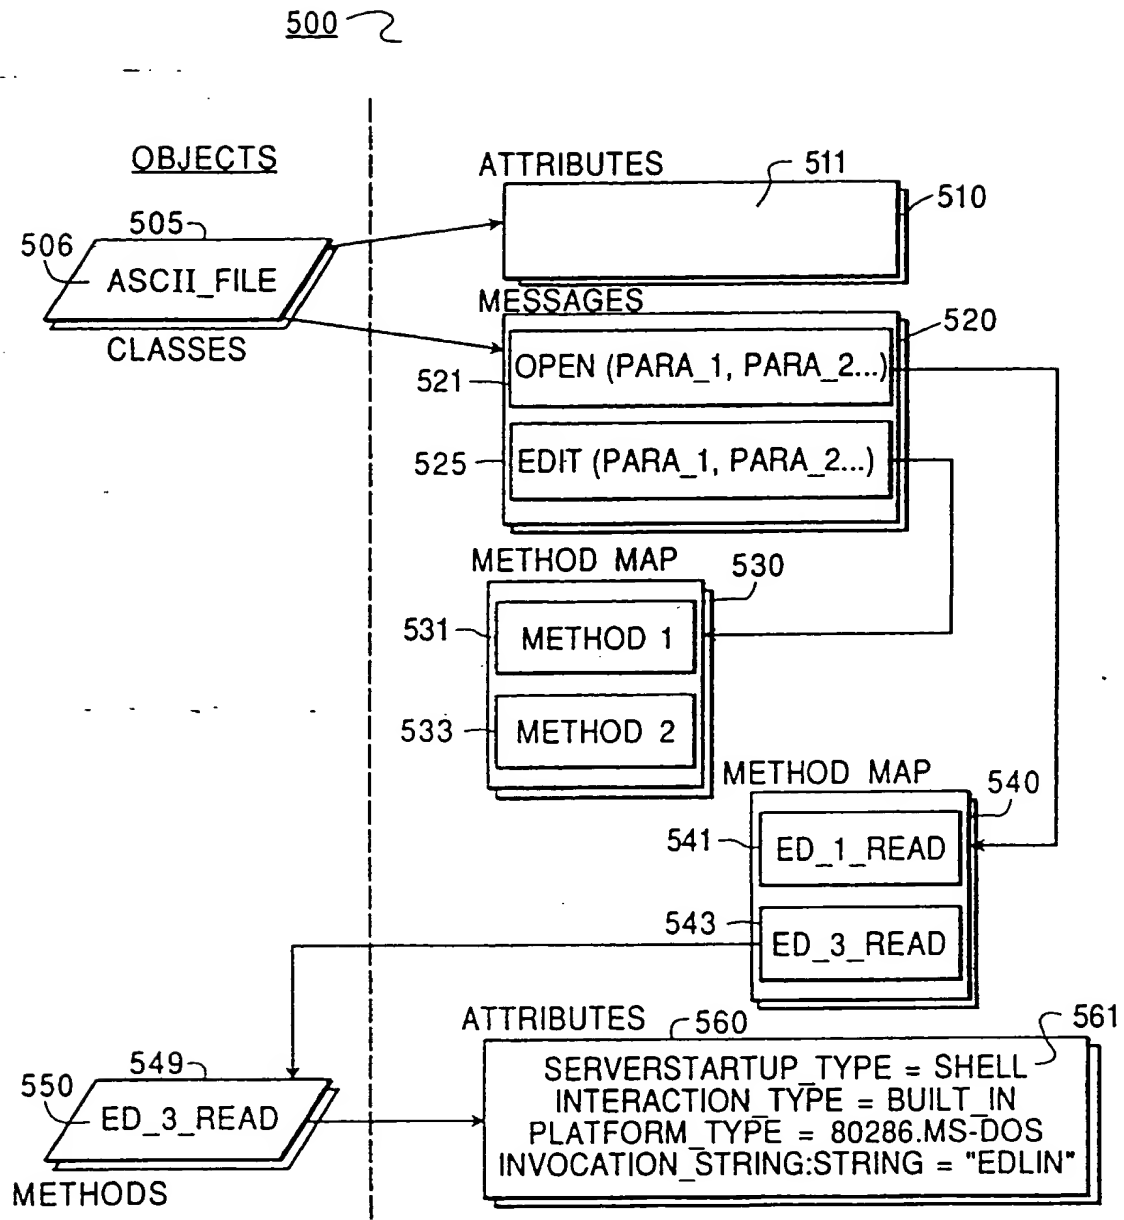 500
OBJECTS
ATTRIBUTES
511
510
505
506
ASCII_FILE
CLASSES
MESSAGES
520
521
OPEN (PARA_1, PARA_2...)
525
EDIT (PARA_1, PARA_2...)
METHOD MAP
530
531
METHOD 1
533
METHOD 2
METHOD MAP
540
541
ED_1_READ
543
ED_3_READ
ATTRIBUTES
560
561
SERVERSTARTUP_TYPE = SHELL
INTERACTION_TYPE = BUILT_IN
PLATFORM_TYPE = 80286.MS-DOS
INVOCATION_STRING:STRING = "EDLIN"
549
550
ED_3_READ
METHODS